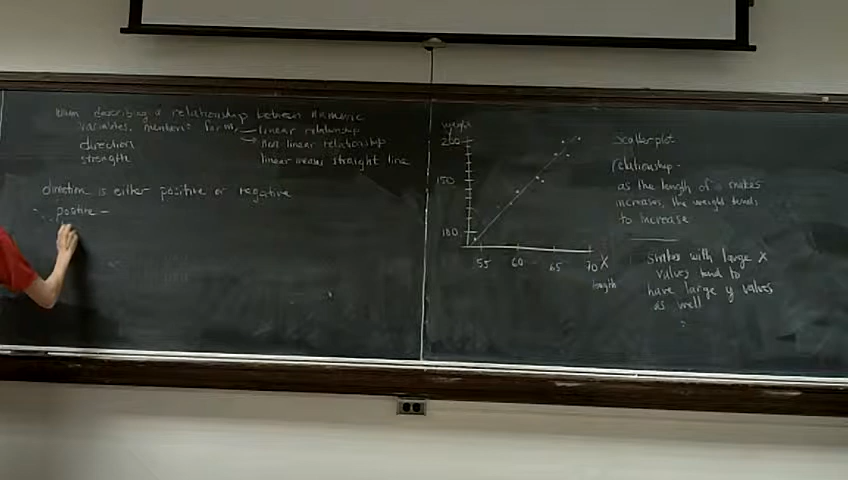 When describing a relationship between numeric
variables, mention: form, linear relationship
non linear relationship
direction
strength
linear means straight line
direction is either positive or negative
positive -
weight
200
150
100
55 60 65 70 X
length
Scatterplot
relationship -
as the length of snakes
increases, the weight tends
to increase
snakes with large x
values tend to
have large y values
as well